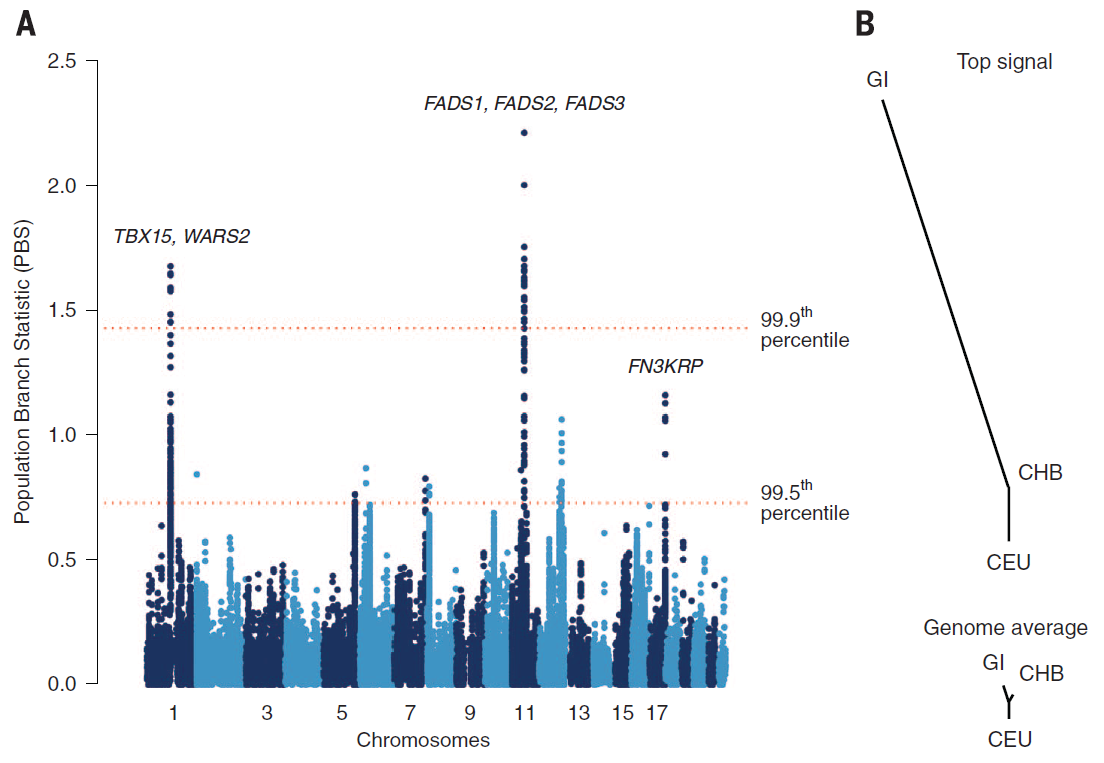 A
Population Branch Statistic (PBS)
2.5
2.0
1.5
1.0
0.5
0.0
TBX15, WARS2
FADS1, FADS2, FADS3
FN3KRP
99.9th
percentile
99.5th
percentile
1 3 5 7 9 11 13 15 17
Chromosomes
B
Top signal
GI
CHB
CEU
Genome average
GI
CHB
CEU